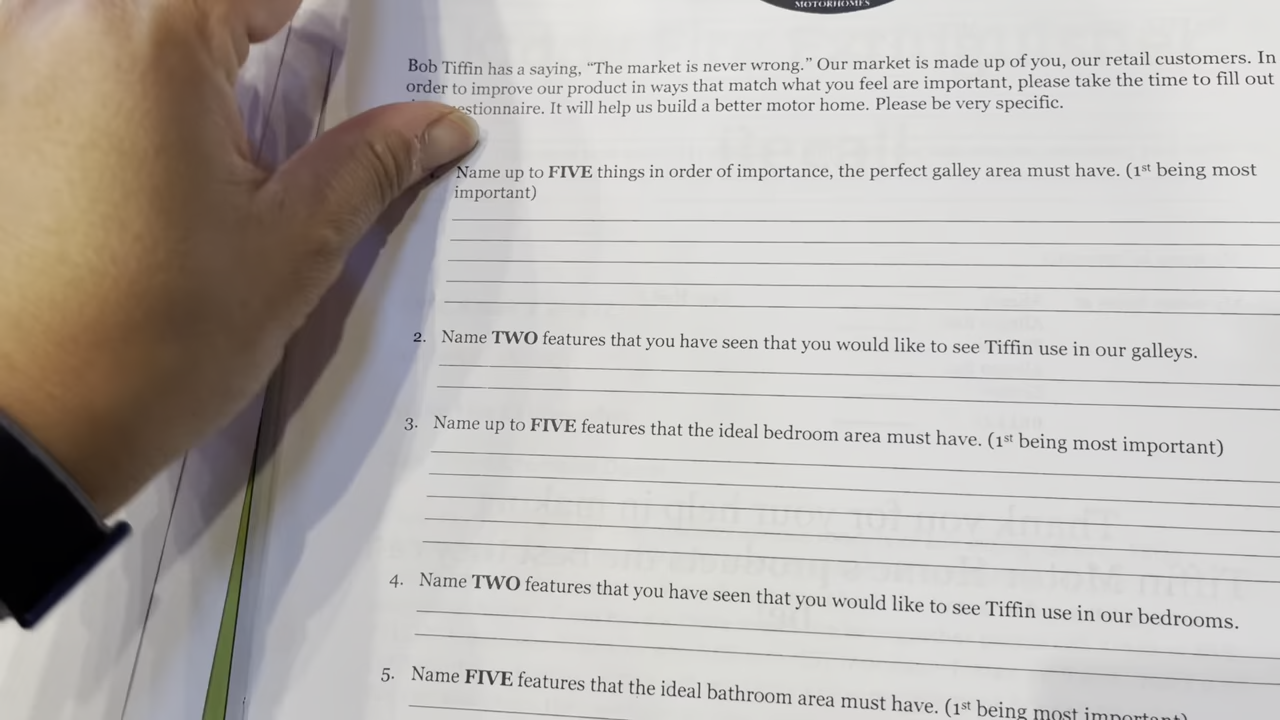 MOTORHOMES
Bob Tiffin has a saying, “The market is never wrong.” Our market is made up of you, our retail customers. In
order to improve our product in ways that match what you feel are important, please take the time to fill out
estionnaire. It will help us build a better motor home. Please be very specific.
Name up to FIVE things in order of importance, the perfect galley area must have. (1st being most
important)
2. Name TWO features that you have seen that you would like to see Tiffin use in our galleys.
3. Name up to FIVE features that the ideal bedroom area must have. (1st being most important)
4. Name TWO features that you have seen that you would like to see Tiffin use in our bedrooms.
5. Name FIVE features that the ideal bathroom area must have. (1st being most important)